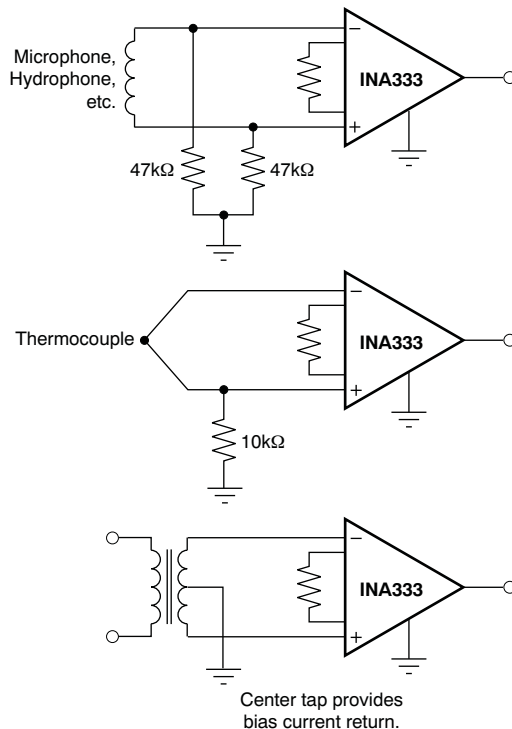 Microphone,
Hydrophone,
etc.
−
INA333
+
47kΩ
47kΩ
−
Thermocouple
INA333
+
10kΩ
−
INA333
+
Center tap provides
bias current return.